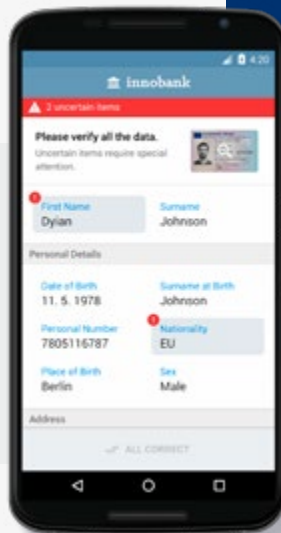 4:20
innobank
2 uncertain items
Please verify all the data.
Uncertain items require special
attention.
First Name
Dyian
Surname
Johnson
Personal Details
Date of Birth
11. 5. 1978
Surname at Birth
Johnson
Personal Number
7805116787
Nationality
EU
Place of Birth
Berlin
Sex
Male
Address
ALL CORRECT